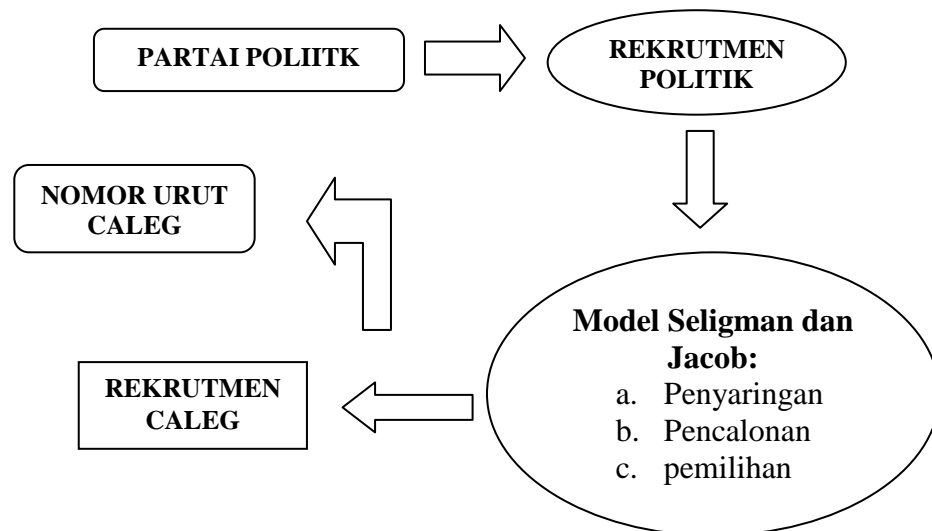 PARTAI POLIITK
REKRUTMEN
POLITIK
NOMOR URUT
CALEG
Model Seligman dan
Jacob:
a. Penyaringan
b. Pencalonan
c. pemilihan
REKRUTMEN
CALEG